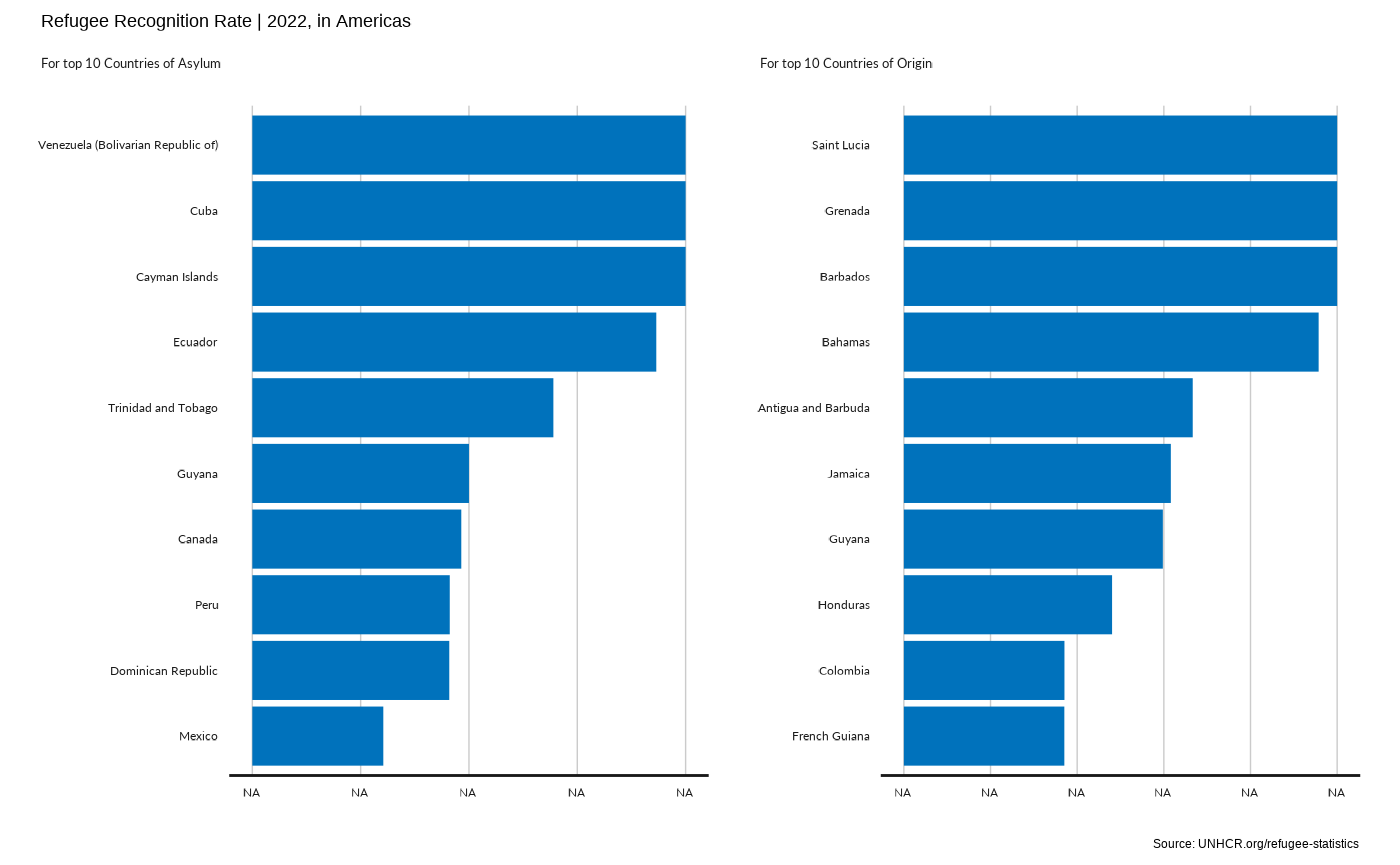 Refugee Recognition Rate | 2022, in Americas
For top 10 Countries of Asylum
Venezuela (Bolivarian Republic of)
Cuba
Cayman Islands
Ecuador
Trinidad and Tobago
Guyana
Canada
Peru
Dominican Republic
Mexico
NA NA NA NA NA
For top 10 Countries of Origin
Saint Lucia
Grenada
Barbados
Bahamas
Antigua and Barbuda
Jamaica
Guyana
Honduras
Colombia
French Guiana
NA NA NA NA NA NA
Source: UNHCR.org/refugee-statistics